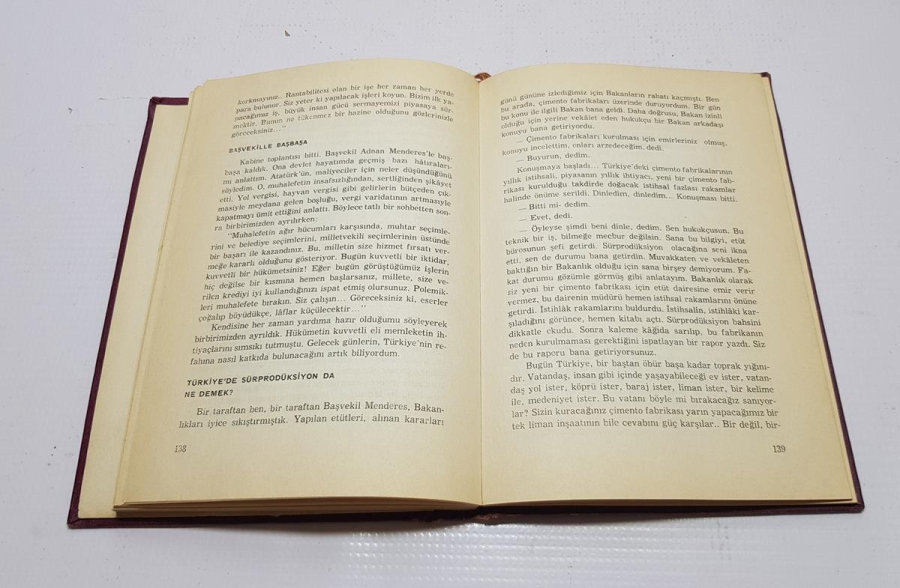 korkmayınız.. Rantabilitesi olan bir işe her zaman her yerde
para bulunur. Siz yeter ki yapılacak işleri koyun. Bizim ilk ya-
pacağımız iş, büyük insan gücü sermayemizi piyasaya sür-
mektir. Bunun ne tükenmez bir hazine olduğunu gözlerinizle
göreceksiniz..."
BAŞVEKİLLE BAŞBAŞA
Kabine toplantısı bitti. Başvekil Adnan Menderes'le baş-
başa kaldık. Ona devlet hayatımda geçmiş bazı hâtıraları-
mı anlattım. Atatürk'ün, maliyeciler için neler düşündüğünü
söyledim. O, muhalefetin insafsızlığından, sertliğinden şikâyet
etti. Yol vergisi, hayvan vergisi gibi gelirlerin bütçeden çık-
masiyle meydana gelen boşluğu, vergi varidatının artmasıyle
kapatmayı ümit ettiğini anlattı. Böylece tatlı bir sohbetten son-
ra birbirimizden ayrılırken:
"Muhalefetin ağır hücumları karşısında, muhtar seçimle-
rini ve belediye seçimlerini, milletvekili seçimlerinin üstünde
bir başarı ile kazandınız. Bu, milletin size hizmet fırsatı ver-
meğe kararlı olduğunu gösteriyor. Bugün kuvvetli bir iktidar,
kuvvetli bir hükûmetsiniz! Eğer bugün görüştüğümüz işlerin
hiç değilse bir kısmına hemen başlarsanız, millete, size ve-
rilen krediyi iyi kullandığınızı ispat etmiş olursunuz. Polemik-
leri muhalefete bırakın. Siz çalışın... Göreceksiniz ki, eserler
çoğalıp büyüdükçe, lâflar küçülecektir..."
Kendisine her zaman yardıma hazır olduğumu söyleyerek
birbirimizden ayrıldık. Hükûmetin kuvvetli eli memleketin ih-
tiyaçlarını sımsıkı tutmuştu. Gelecek günlerin, Türkiye'nin re-
fahına nasıl katkıda bulunacağını artık biliyordum.
TÜRKİYE'DE SÜRPRODÜKSİYON DA
NE DEMEK?
Bir taraftan ben, bir taraftan Başvekil Menderes, Bakan-
lıkları iyice sıkıştırmıştık. Yapılan etütleri, alınan kararları
138
günü gününe izlediğimiz için Bakanların rahatı kaçmıştı. Ben
bu arada, çimento fabrikaları üzerinde duruyordum. Bir gün
bu konu ile ilgili Bakan bana geldi. Daha doğrusu, Bakan izinli
olduğu için yerine vekâlet eden hukukçu bir Bakan arkadaşı
konuyu bana getiriyordu.
— Çimento fabrikaları kurulması için emirleriniz olmuş,
konuyu incelettim, onları arzedeceğim, dedi.
— Buyurun, dedim.
Konuşmaya başladı... Türkiye'deki çimento fabrikalarının
yıllık istihsali, piyasanın yıllık ihtiyacı, yeni bir çimento fab-
rikası kurulduğu takdirde doğacak istihsal fazlası rakamlar
halinde önüme serildi. Dinledim, dinledim... Konuşması bitti.
— Bitti mi- dedim.
— Evet, dedi.
— Öyleyse şimdi beni dinle, dedim. Sen hukukçusun. Bu
teknik bir iş, bilmeğe mecbur değilsin. Sana bu bilgiyi, etüt
bürosunun şefi getirdi. Sürprodüksiyon olacağına seni ikna
etti, sen de durumu bana getirdin. Muvakkaten ve vekâleten
baktığın bir Bakanlık olduğu için sana birşey demiyorum. Fa-
kat durumu gözümle görmüş gibi anlatayım. Bakanlık olarak
siz yeni bir çimento fabrikası için etüt dairesine emir verir
vermez, bu dairenin müdürü hemen istihsal rakamlarını önüne
getirdi. İstihlâk rakamlarını buldurdu. İstihsalin, istihlâki kar-
şıladığını görünce, hemen kitabı açtı. Sürprodüksiyon bahsini
dikkatle okudu. Sonra kaleme kâğıda sarılıp, bu fabrikanın
neden kurulmaması gerektiğini ispatlayan bir rapor yazdı. Siz
de bu raporu bana getiriyorsunuz.
Bugün Türkiye, bir baştan öbür başa kadar toprak yığını-
dır. Vatandaş, insan gibi içinde yaşayabileceği ev ister, vatan-
daş yol ister, köprü ister, baraj ister, liman ister, bir kelime
ile, medeniyet ister. Bu vatanı böyle mi bırakacağız sanıyor-
lar? Sizin kuracağınız çimento fabrikası yarın yapacağımız bir
tek liman inşaatının bile cevabını güç karşılar.. Bir değil, bir-
139